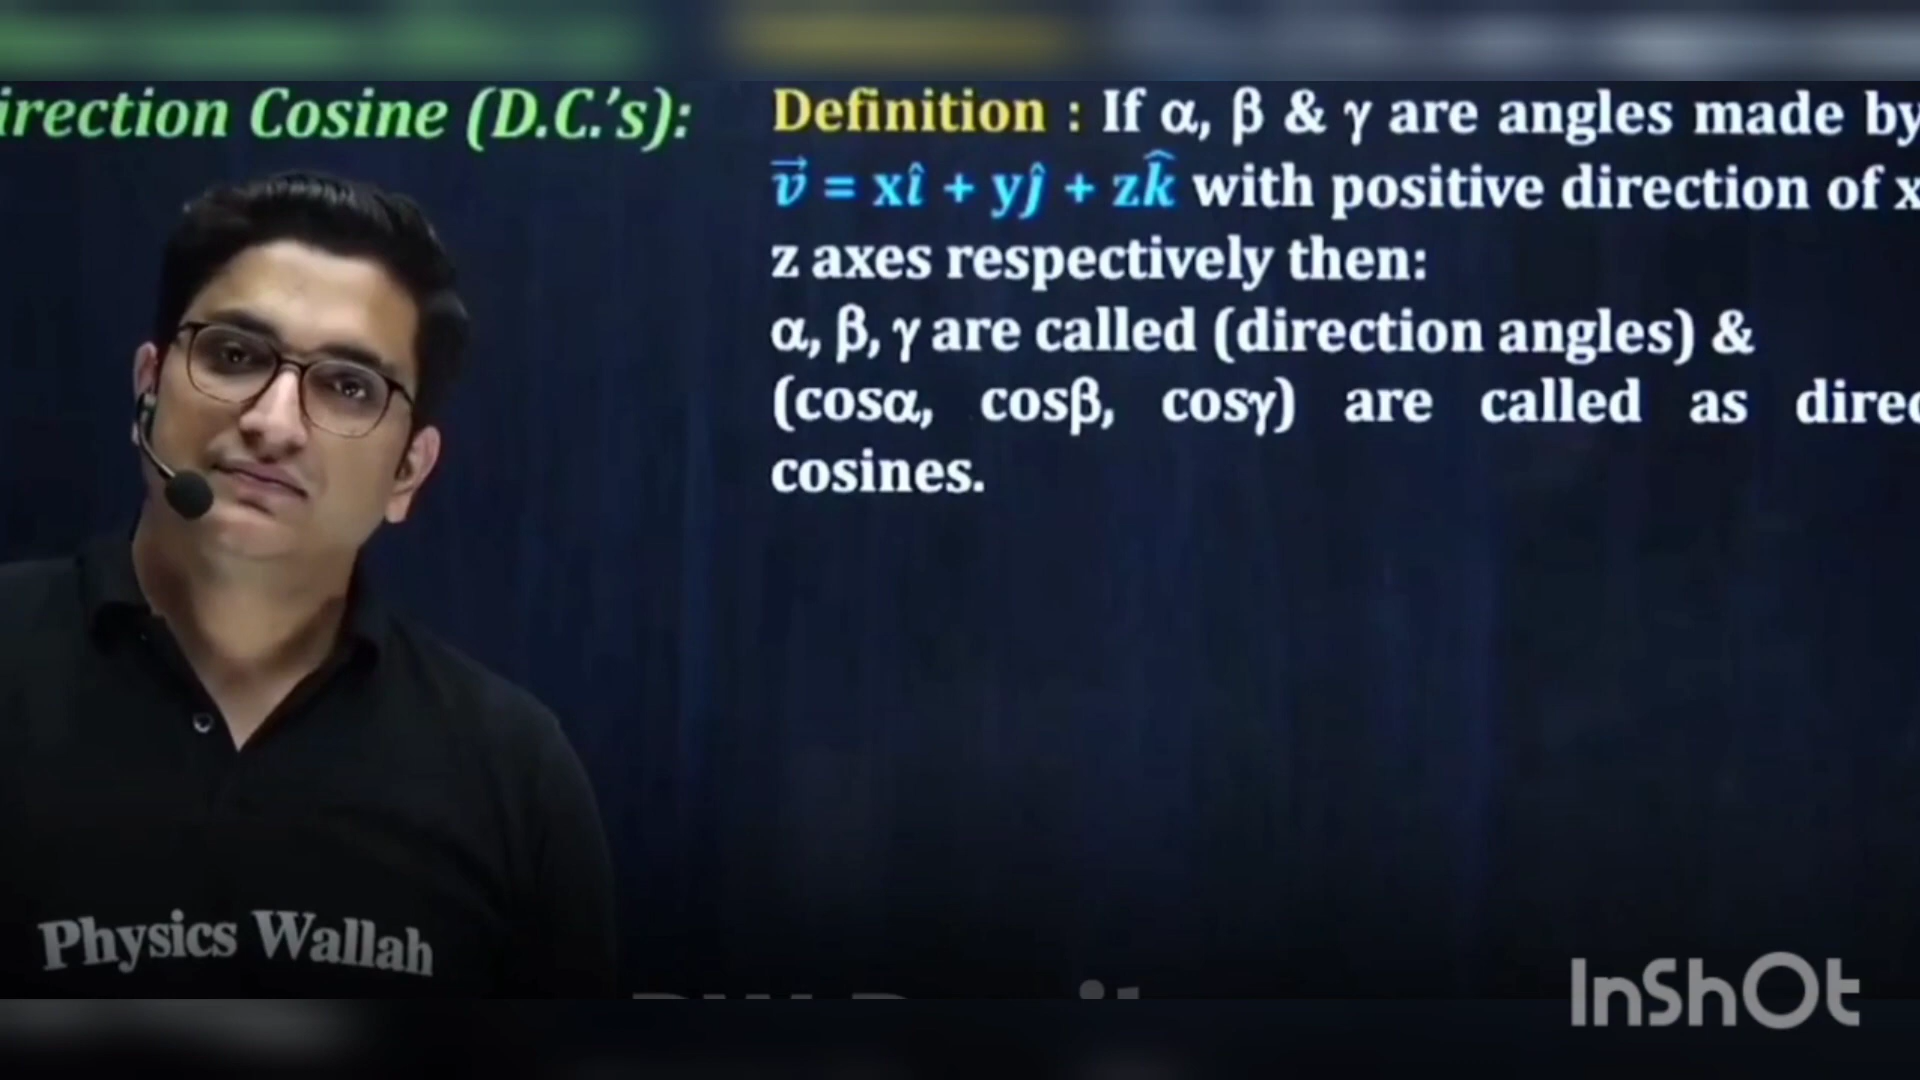 irection Cosine (D.C.'s):
Definition : If α, β & γ are angles made by
v⃗ = xî + yĵ + zk̂ with positive direction of x
z axes respectively then:
α, β, γ are called (direction angles) &
(cosα, cosβ, cosγ) are called as direc
cosines.
Physics Wallah
InShOt